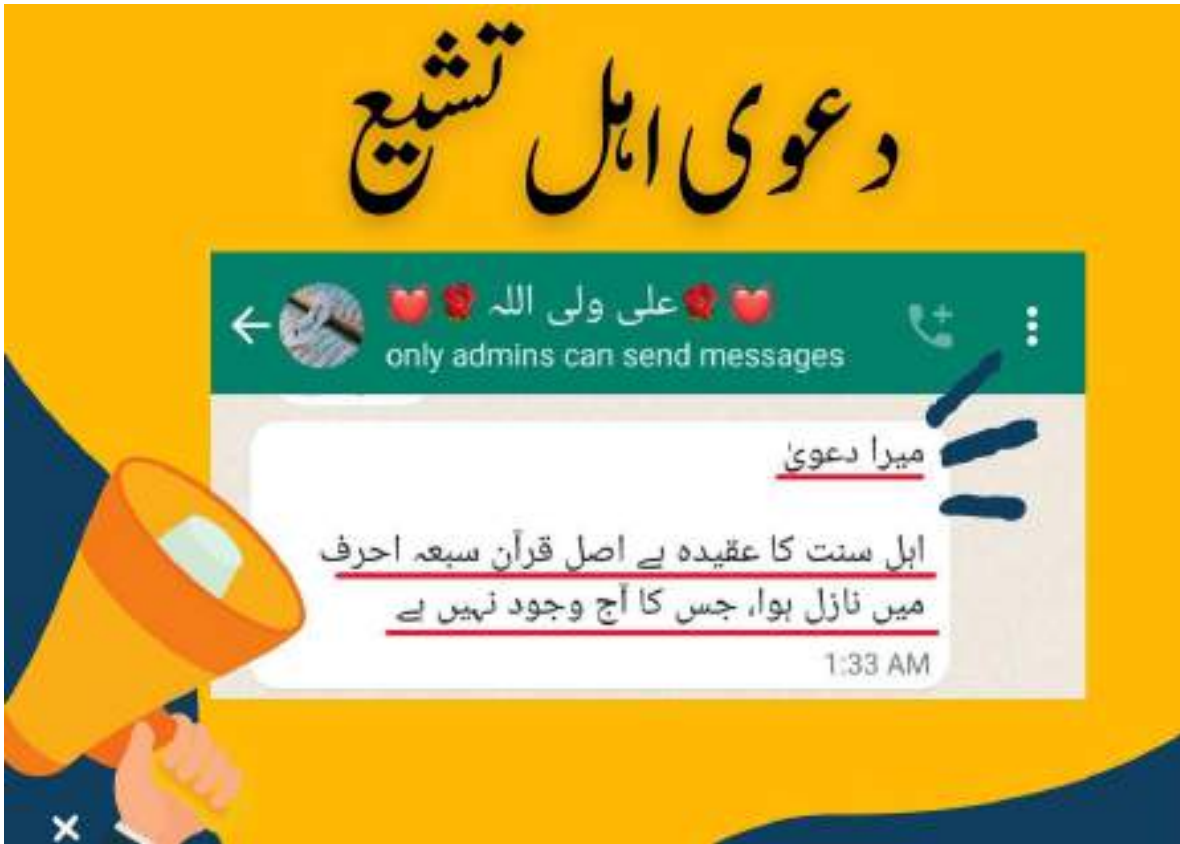 دعوی اہل تشیع
💓🌹علی ولی اللہ 🌹💓
only admins can send messages
میرا دعویٰ
اہل سنت کا عقیدہ ہے اصل قرآن سبعہ احرف
میں نازل ہوا، جس کا آج وجود نہیں ہے
1:33 AM